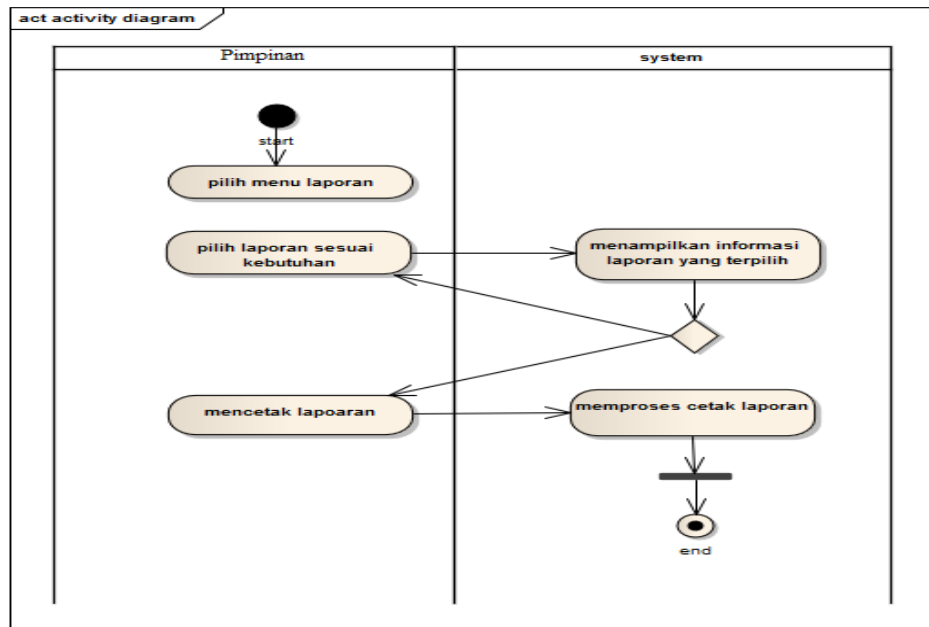 act activity diagram
Pimpinan
system
start
pilih menu laporan
pilih laporan sesuai
kebutuhan
menampilkan informasi
laporan yang terpilih
mencetak lapoaran
memproses cetak laporan
end